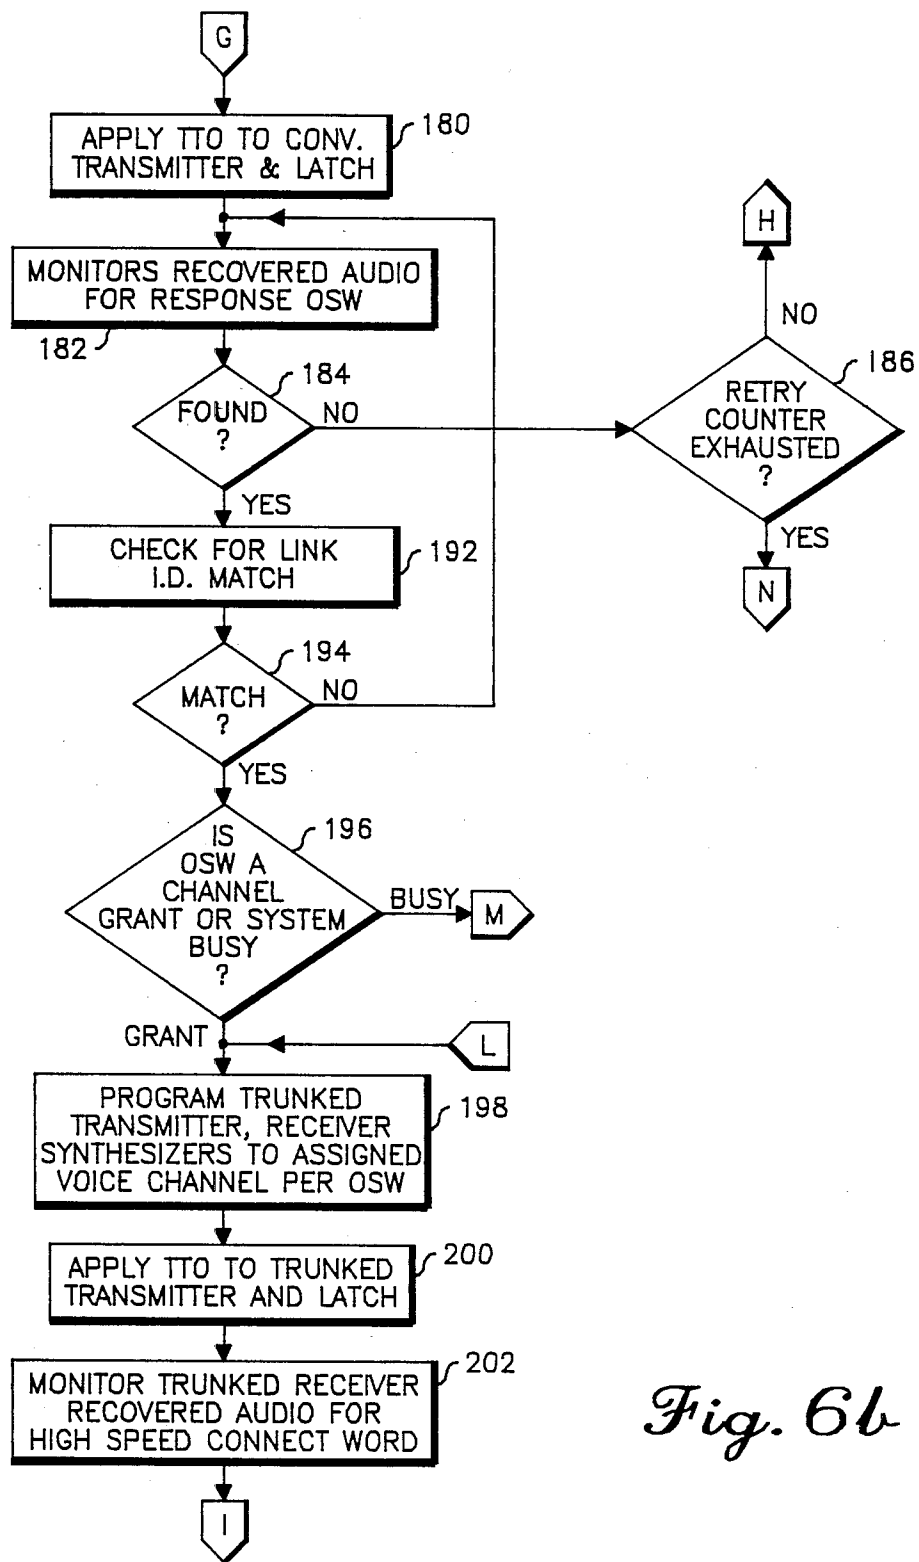 G
APPLY TTO TO CONV.
TRANSMITTER & LATCH
180
MONITORS RECOVERED AUDIO
FOR RESPONSE OSW
182
FOUND
?
184
NO
YES
RETRY
COUNTER
EXHAUSTED
?
186
NO
H
YES
N
CHECK FOR LINK
I.D. MATCH
192
MATCH
?
194
NO
YES
IS
OSW A
CHANNEL
GRANT OR SYSTEM
BUSY
?
196
BUSY
M
GRANT
L
PROGRAM TRUNKED
TRANSMITTER, RECEIVER
SYNTHESIZERS TO ASSIGNED
VOICE CHANNEL PER OSW
198
APPLY TTO TO TRUNKED
TRANSMITTER AND LATCH
200
MONITOR TRUNKED RECEIVER
RECOVERED AUDIO FOR
HIGH SPEED CONNECT WORD
202
I
Fig. 6b